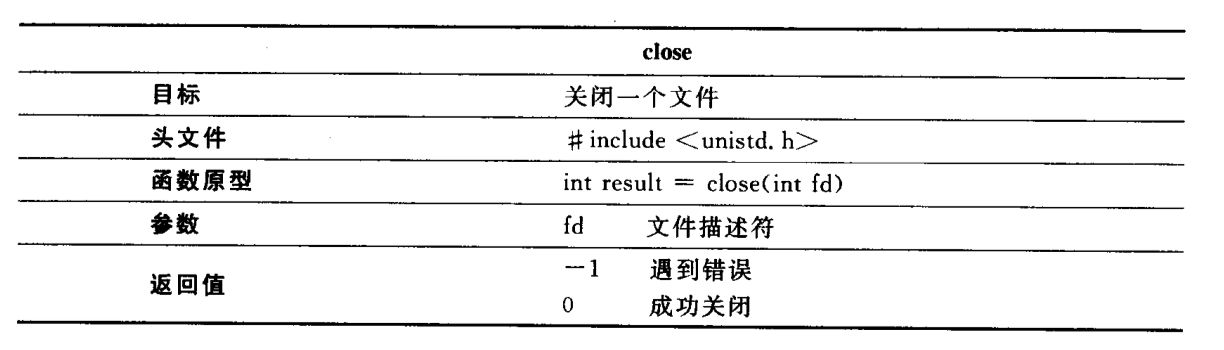 close
目标 关闭一个文件
头文件 #include <unistd.h>
函数原型 int result = close(int fd)
参数 fd 文件描述符
返回值 -1 遇到错误
0 成功关闭